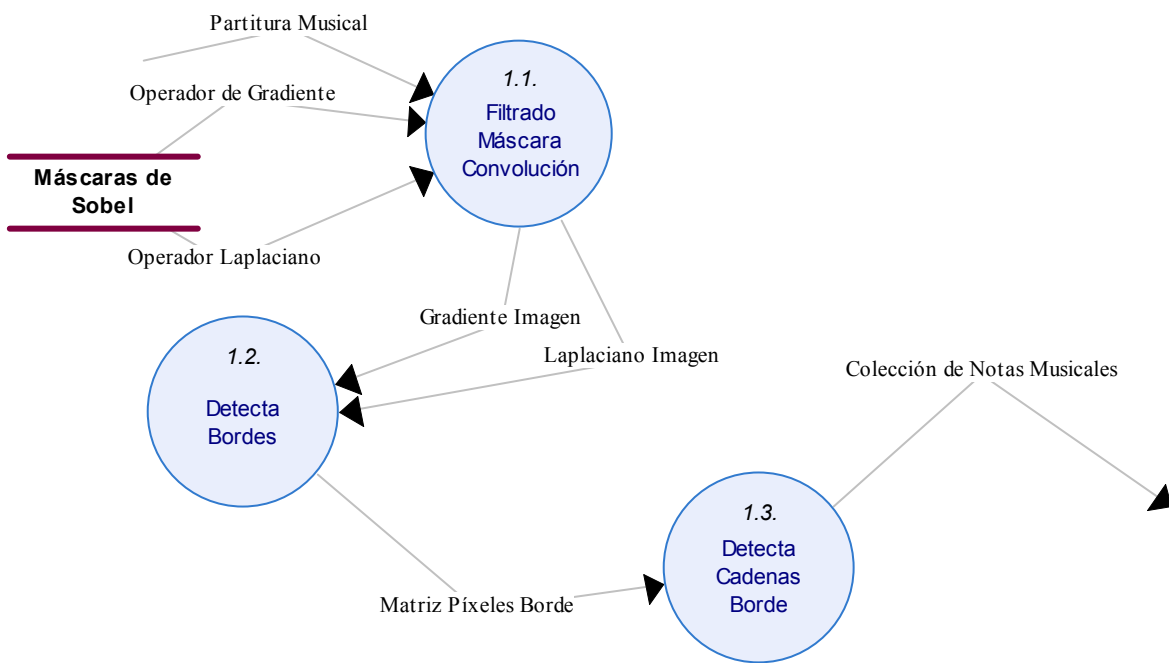 Partitura Musical
Operador de Gradiente
1.1.
Filtrado
Máscara
Convolución
Máscaras de
Sobel
Operador Laplaciano
Gradiente Imagen
Laplaciano Imagen
1.2.
Detecta
Bordes
Colección de Notas Musicales
1.3.
Detecta
Cadenas
Borde
Matriz Píxeles Borde